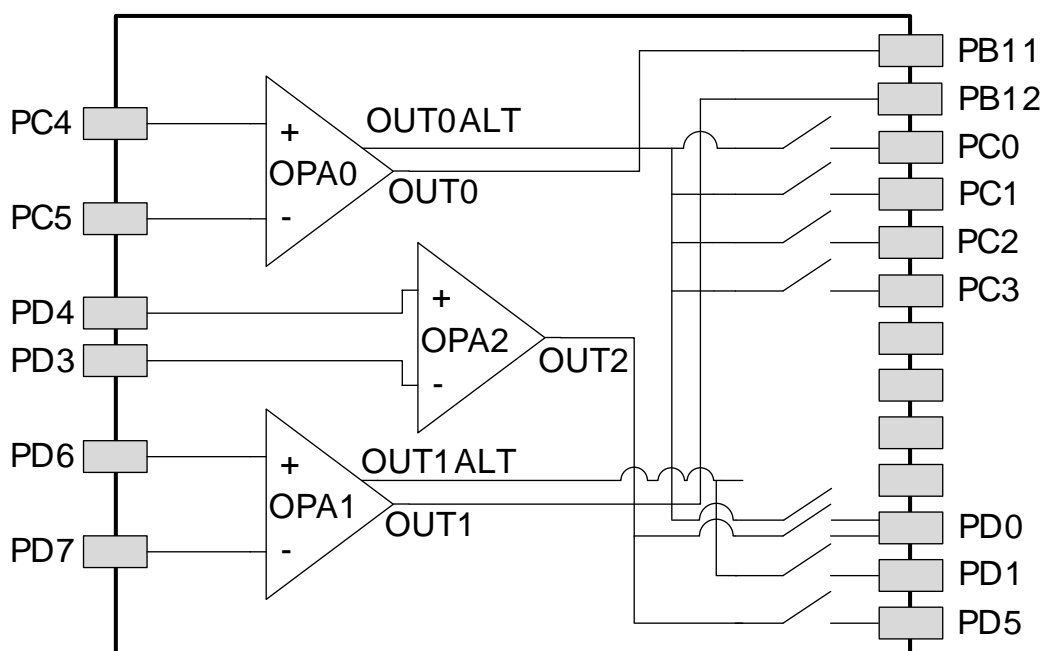 PB11
PB12
PC4
OUT0ALT
+
OPA0
PC0
OUT0
PC1
PC5
-
PC2
PC3
PD4
+
OPA2
PD3
OUT2
-
PD6
OUT1ALT
+
OPA1
OUT1
PD0
PD7
-
PD1
PD5